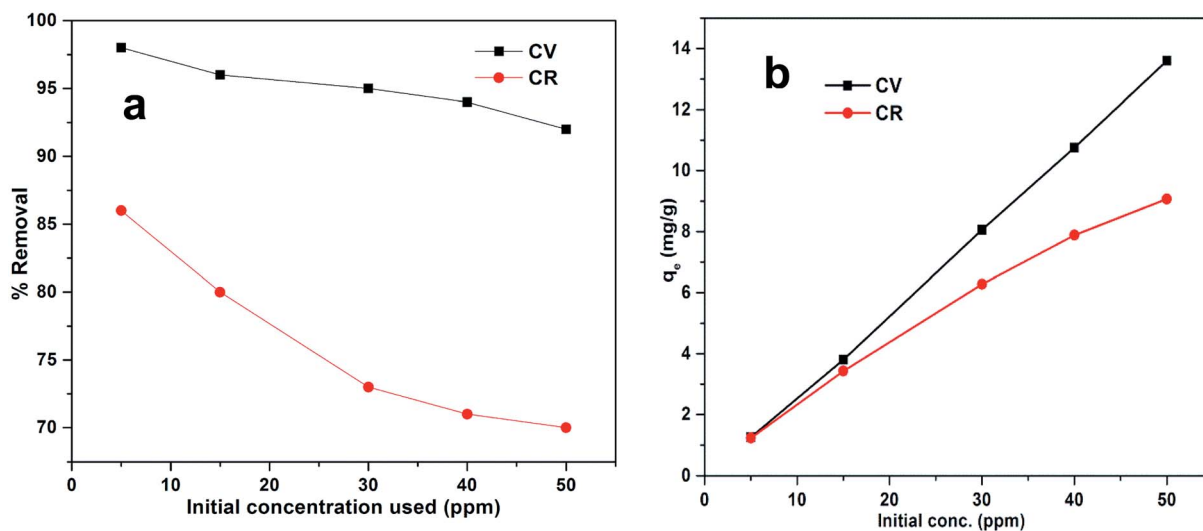 a
% Removal
100
95
90
85
80
75
70
CV
CR
0 10 20 30 40 50
Initial concentration used (ppm)
b
qe (mg/g)
14
12
10
8
6
4
2
0
CV
CR
0 10 20 30 40 50
Initial conc. (ppm)